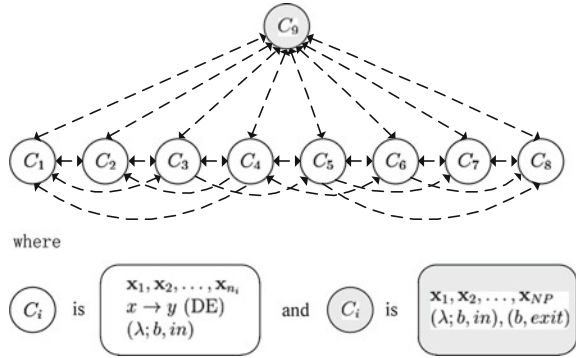 C₉
C₁ C₂ C₃ C₄ C₅ C₆ C₇ C₈
where
Cᵢ is x₁, x₂, . . . , xₙᵢ
x → y (DE)
(λ; b, in)
and Cᵢ is x₁, x₂, . . . , x_NP
(λ; b, in), (b, exit)